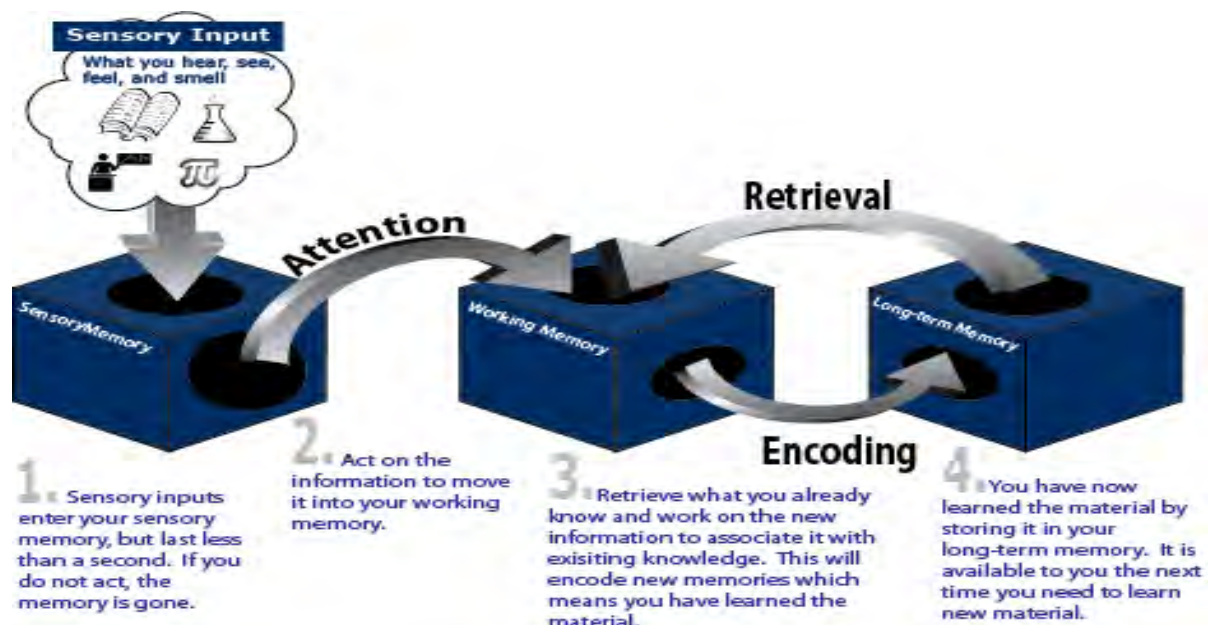 Sensory Input
What you hear, see,
feel, and smell
π
Attention
Retrieval
SensoryMemory
Working Memory
Long-term Memory
Encoding
1. Sensory inputs
enter your sensory
memory, but last less
than a second. If you
do not act, the
memory is gone.
2. Act on the
information to move
it into your working
memory.
3. Retrieve what you already
know and work on the new
information to associate it with
exisiting knowledge. This will
encode new memories which
means you have learned the
material.
4. You have now
learned the material by
storing it in your
long-term memory. It is
available to you the next
time you need to learn
new material.